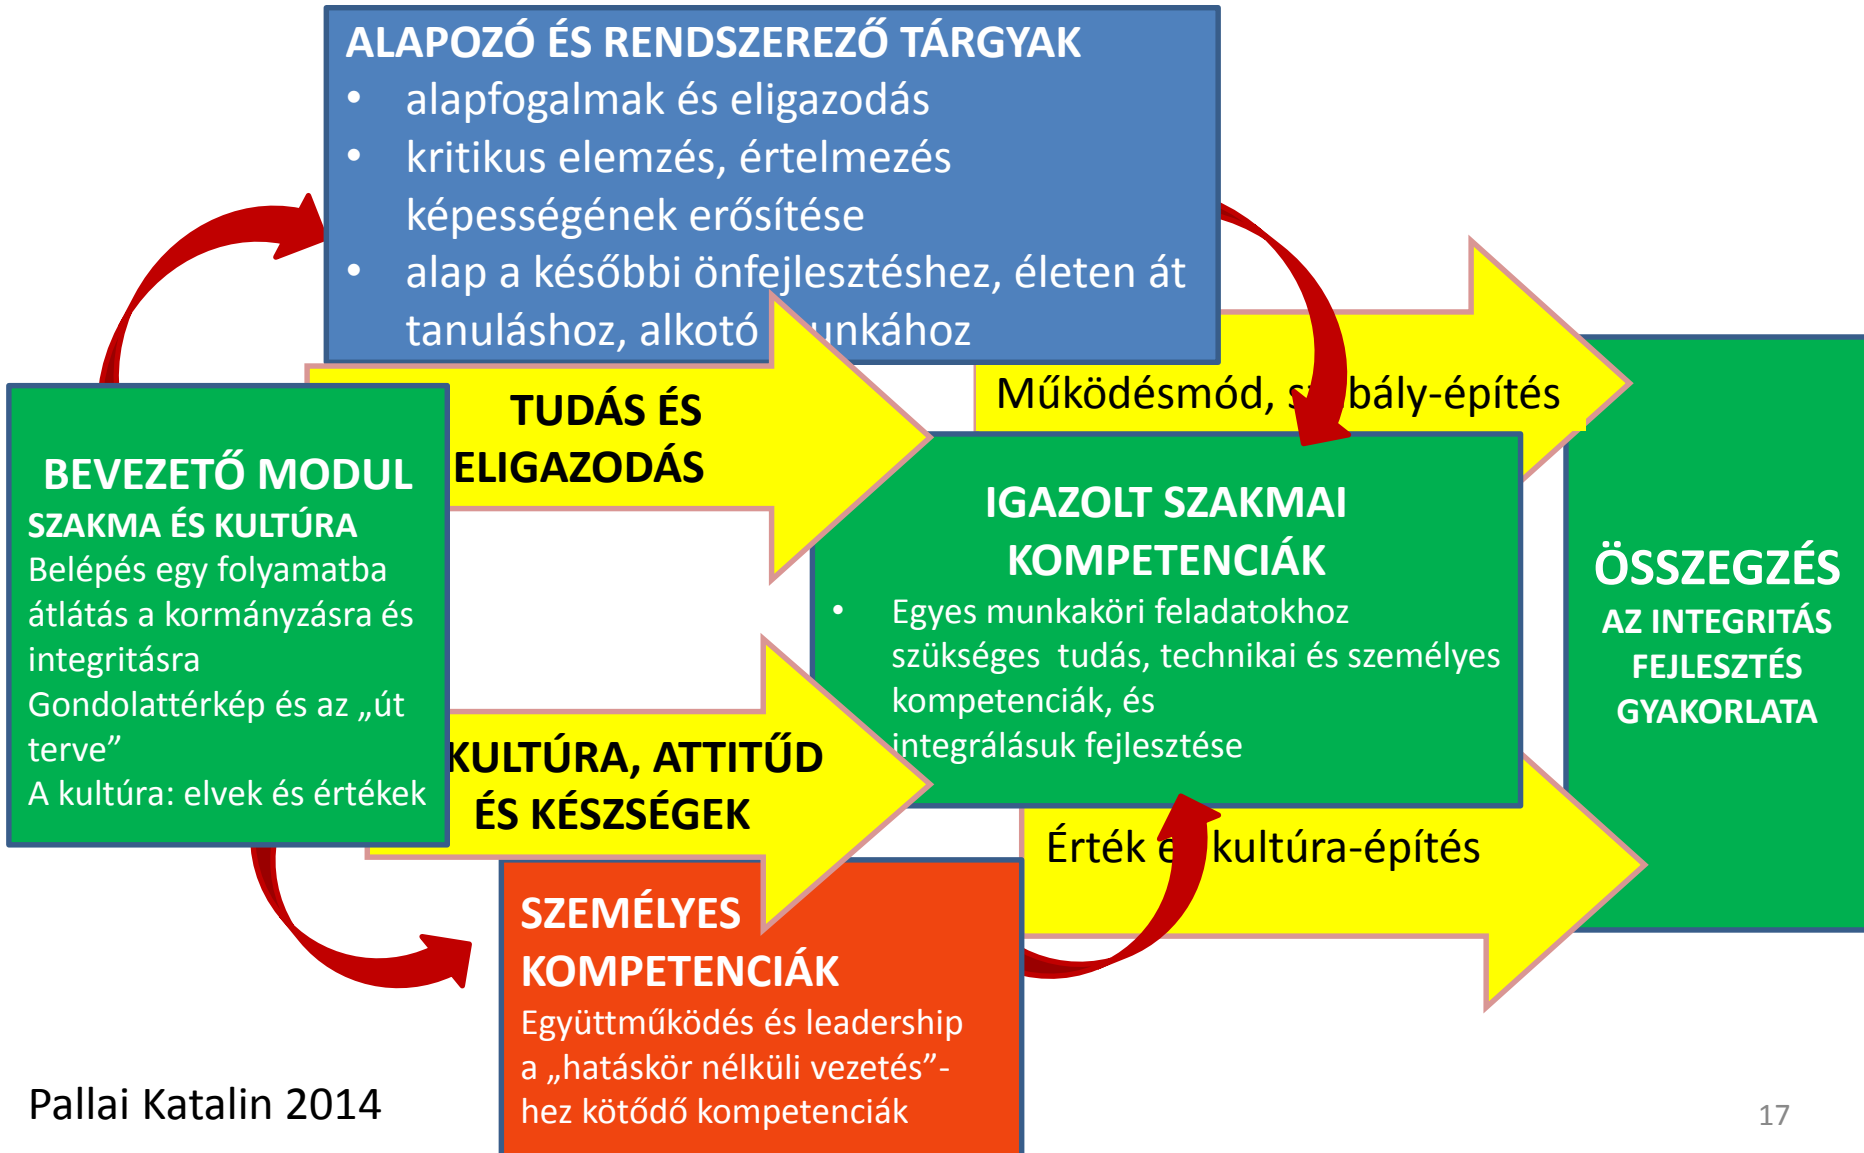 ALAPOZÓ ÉS RENDSZEREZŐ TÁRGYAK
• alapfogalmak és eligazodás
• kritikus elemzés, értelmezés
képességének erősítése
• alap a későbbi önfejlesztéshez, életen át
tanuláshoz, alkotó unkához
TUDÁS ÉS
ELIGAZODÁS
Működésmód, sz bály-építés
BEVEZETŐ MODUL
SZAKMA ÉS KULTÚRA
Belépés egy folyamatba
átlátás a kormányzásra és
integritásra
Gondolattérkép és az „út
terve”
A kultúra: elvek és értékek
IGAZOLT SZAKMAI
KOMPETENCIÁK
• Egyes munkaköri feladatokhoz
szükséges tudás, technikai és személyes
kompetenciák, és
integrálásuk fejlesztése
ÖSSZEGZÉS
AZ INTEGRITÁS
FEJLESZTÉS
GYAKORLATA
KULTÚRA, ATTITŰD
ÉS KÉSZSÉGEK
Érték é kultúra-építés
SZEMÉLYES
KOMPETENCIÁK
Együttműködés és leadership
a „hatáskör nélküli vezetés”-
hez kötődő kompetenciák
Pallai Katalin 2014
17